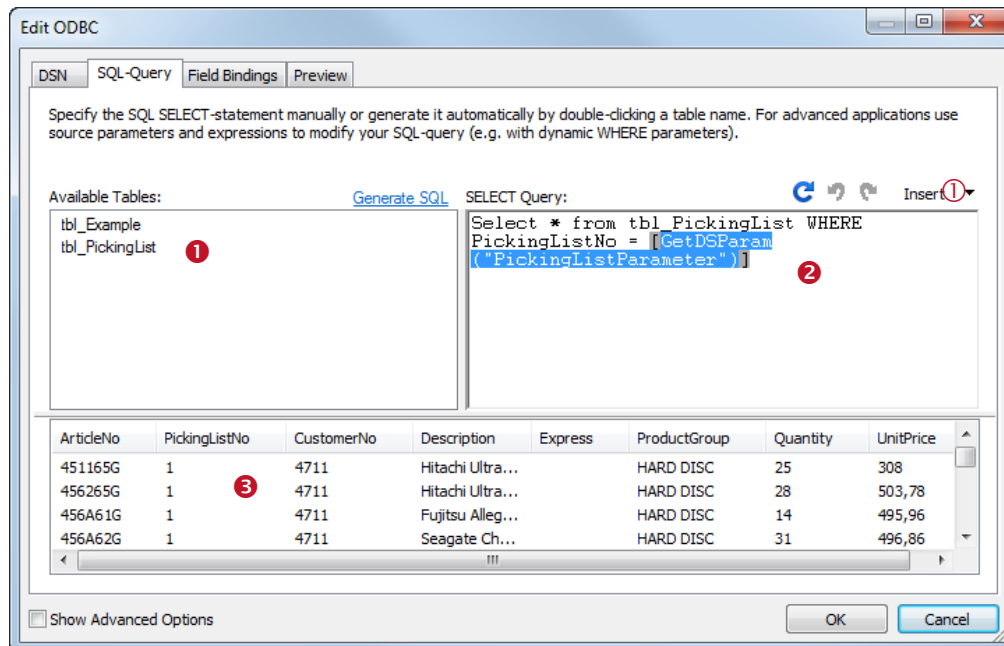 Edit ODBC
DSN SQL-Query Field Bindings Preview
Specify the SQL SELECT-statement manually or generate it automatically by double-clicking a table name. For advanced applications use
source parameters and expressions to modify your SQL-query (e.g. with dynamic WHERE parameters).
Available Tables: Generate SQL SELECT Query: Insert ①
tbl_Example
tbl_PickingList
❶
Select * from tbl_PickingList WHERE
PickingListNo = [GetDSParam
("PickingListParameter")]
❷
ArticleNo PickingListNo CustomerNo Description Express ProductGroup Quantity UnitPrice
451165G 1 4711 Hitachi Ultra... HARD DISC 25 308
456265G 1 ❸ 4711 Hitachi Ultra... HARD DISC 28 503,78
456A61G 1 4711 Fujitsu Alleg... HARD DISC 14 495,96
456A62G 1 4711 Seagate Ch... HARD DISC 31 496,86
Show Advanced Options OK Cancel